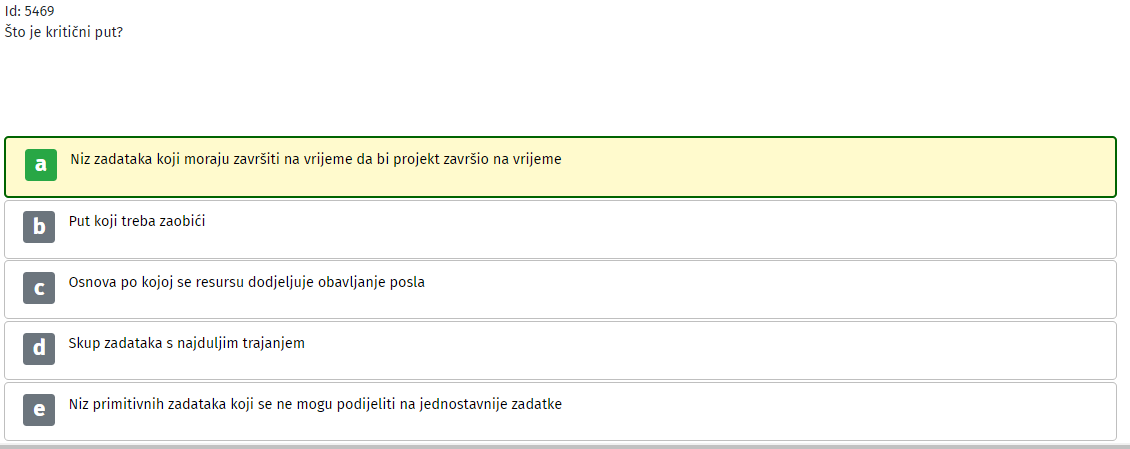 Id: 5469
Što je kritični put?
a Niz zadataka koji moraju završiti na vrijeme da bi projekt završio na vrijeme
b Put koji treba zaobići
c Osnova po kojoj se resursu dodjeljuje obavljanje posla
d Skup zadataka s najduljim trajanjem
e Niz primitivnih zadataka koji se ne mogu podijeliti na jednostavnije zadatke